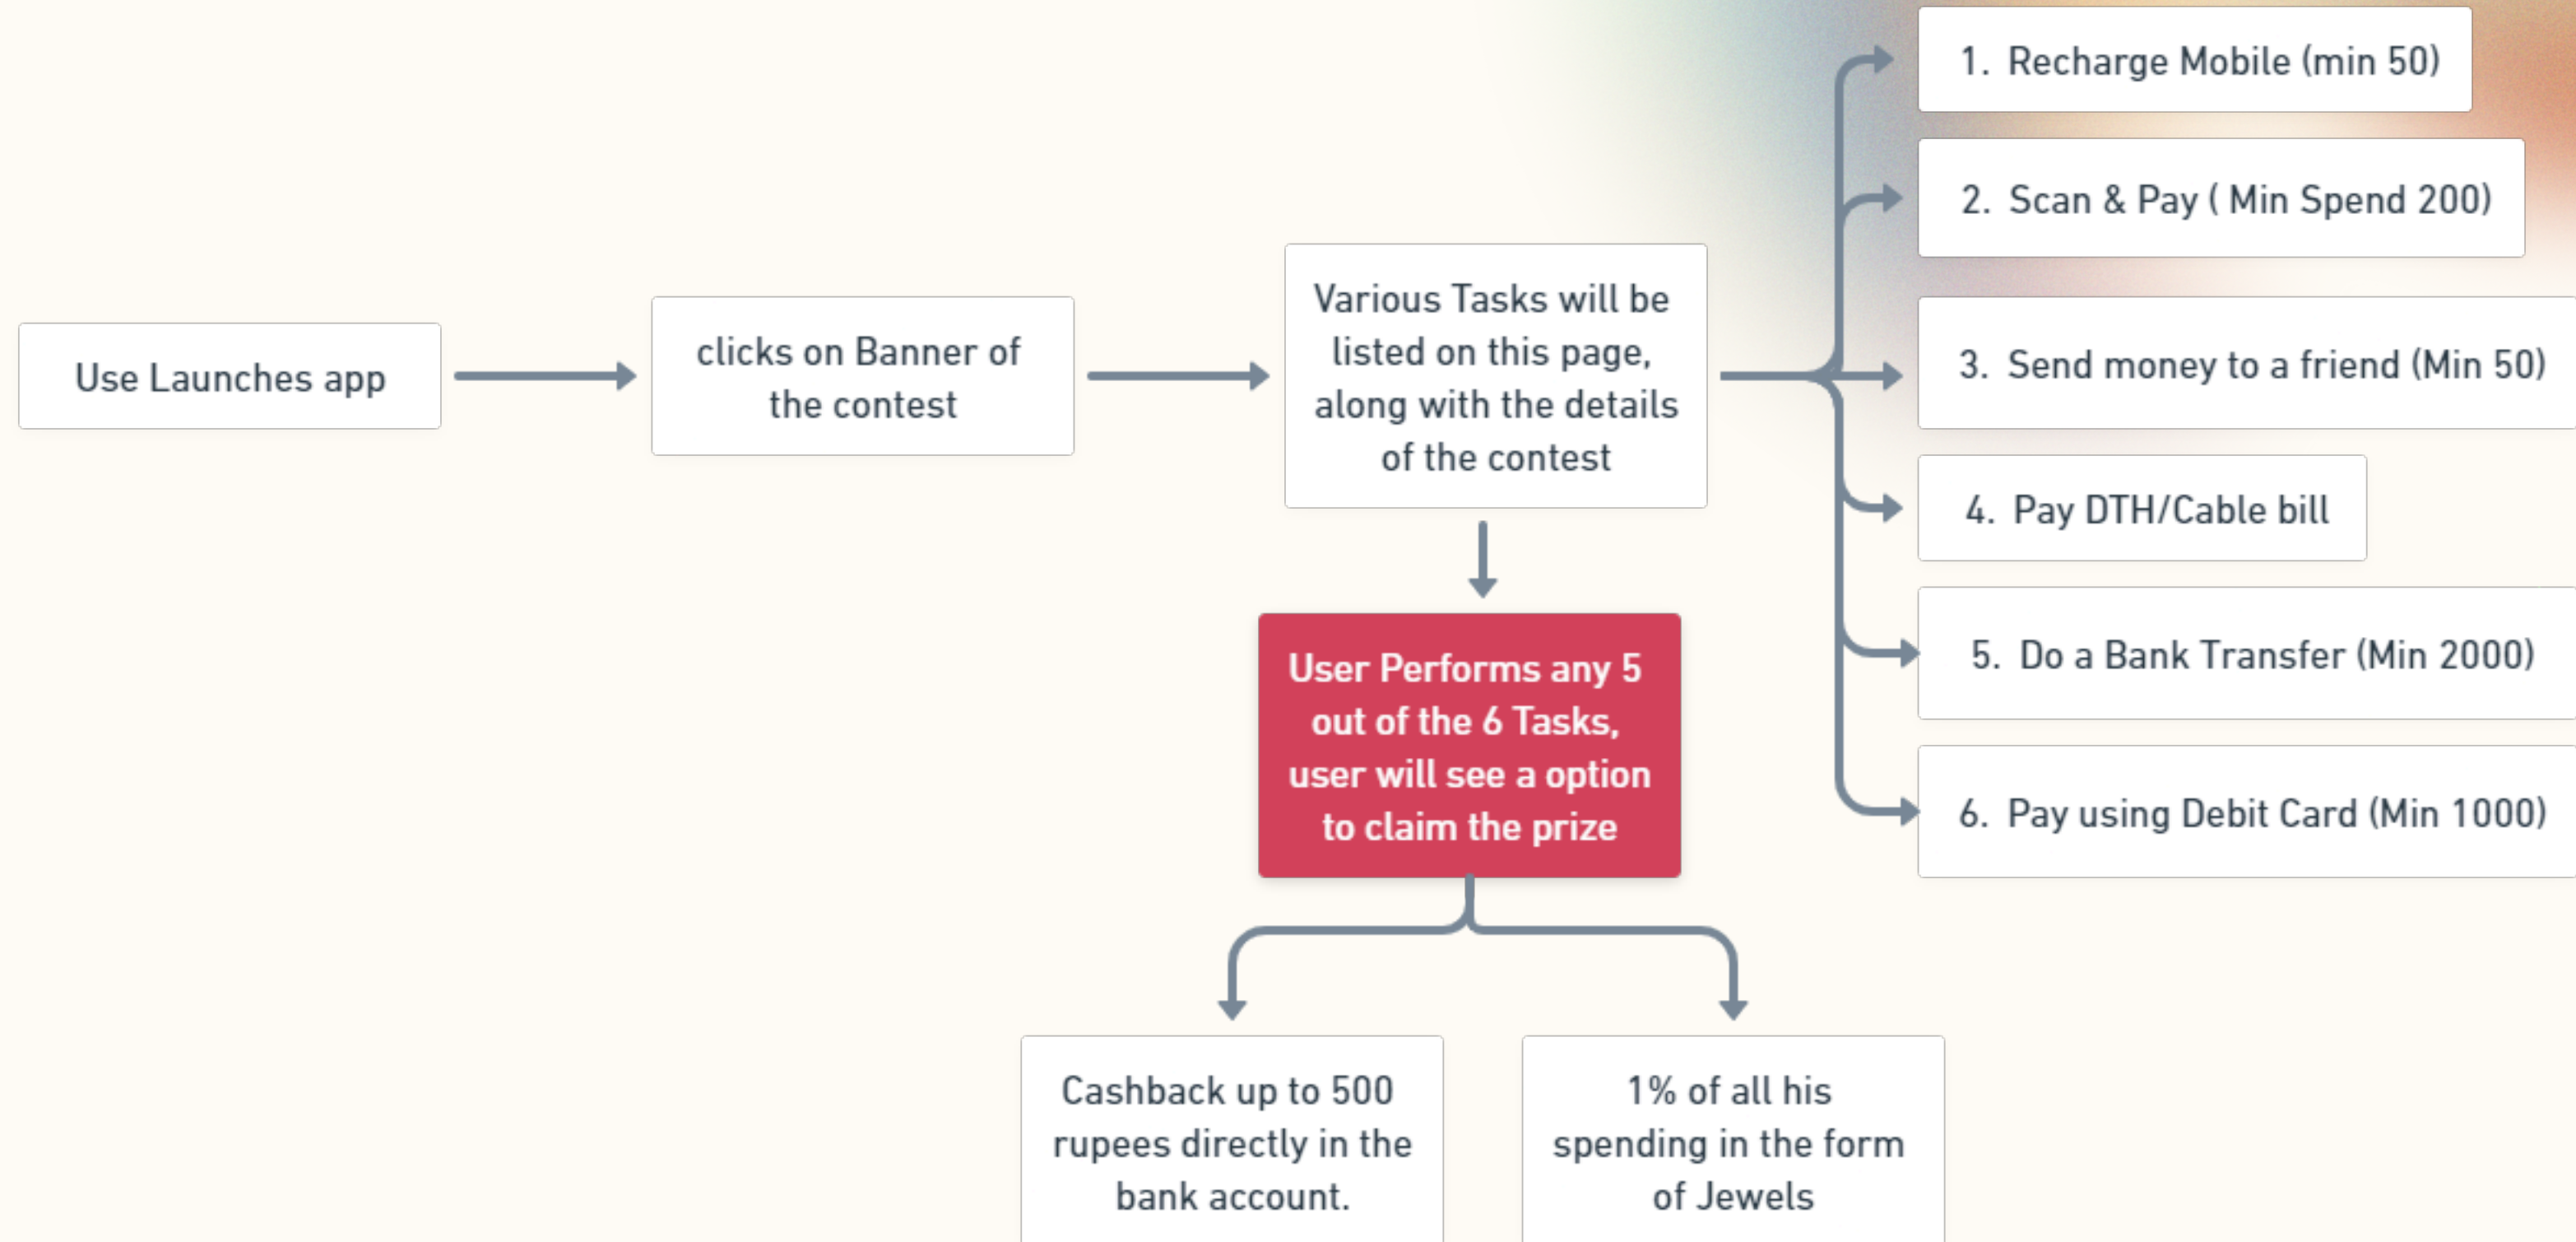 Use Launches app
clicks on Banner of
the contest
Various Tasks will be
listed on this page,
along with the details
of the contest
1. Recharge Mobile (min 50)
2. Scan & Pay ( Min Spend 200)
3. Send money to a friend (Min 50)
4. Pay DTH/Cable bill
5. Do a Bank Transfer (Min 2000)
6. Pay using Debit Card (Min 1000)
User Performs any 5
out of the 6 Tasks,
user will see a option
to claim the prize
Cashback up to 500
rupees directly in the
bank account.
1% of all his
spending in the form
of Jewels